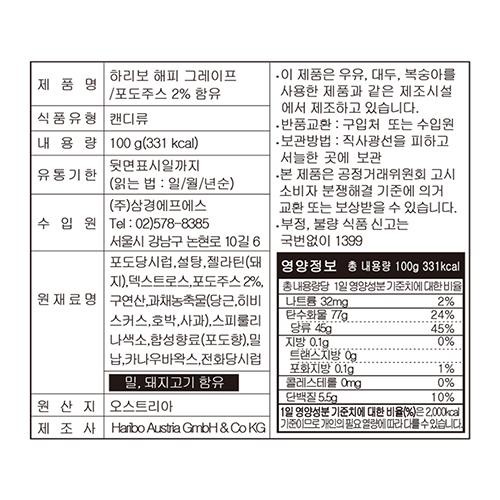 제 품 명
하리보 해피 그레이프
/포도주스 2% 함유
식품유형
캔디류
내 용 량
100 g(331 kcal)
유통기한
뒷면표시일까지
(읽는 법 : 일/월/년순)
수 입 원
(주)삼경에프에스
Tel : 02)578-8385
서울시 강남구 논현로 10길 6
원재료명
포도당시럽,설탕,젤라틴(돼
지),덱스트로스,포도주스 2%,
구연산,과채농축물(당근,히비
스커스,호박,사과),스피룰리
나색소,합성향료(포도향),밀
납,카나우바왁스,전화당시럽
밀, 돼지고기 함유
원 산 지
오스트리아
제 조 사
Haribo Austria GmbH & Co KG
·이 제품은 우유, 대두, 복숭아를
사용한 제품과 같은 제조시설
에서 제조하고 있습니다.
·반품교환 : 구입처 또는 수입원
·보관방법 : 직사광선을 피하고
서늘한 곳에 보관
·본 제품은 공정거래위원회 고시
소비자 분쟁해결 기준에 의거
교환 또는 보상받을 수 있습니다.
·부정, 불량 식품 신고는
국번없이 1399
영양정보 총 내용량 100g 331kcal
총 내용량당 1일 영양성분 기준치에 대한 비율
나트륨 32mg 2%
탄수화물 77g 24%
당류 45g 45%
지방 0.1g 0%
트랜스지방 0g
포화지방 0.1g 1%
콜레스테롤 0mg 0%
단백질 5.5g 10%
1일 영양성분 기준치에 대한 비율(%)은 2,000kcal
기준이므로 개인의 필요 열량에 따라 다를 수 있습니다.